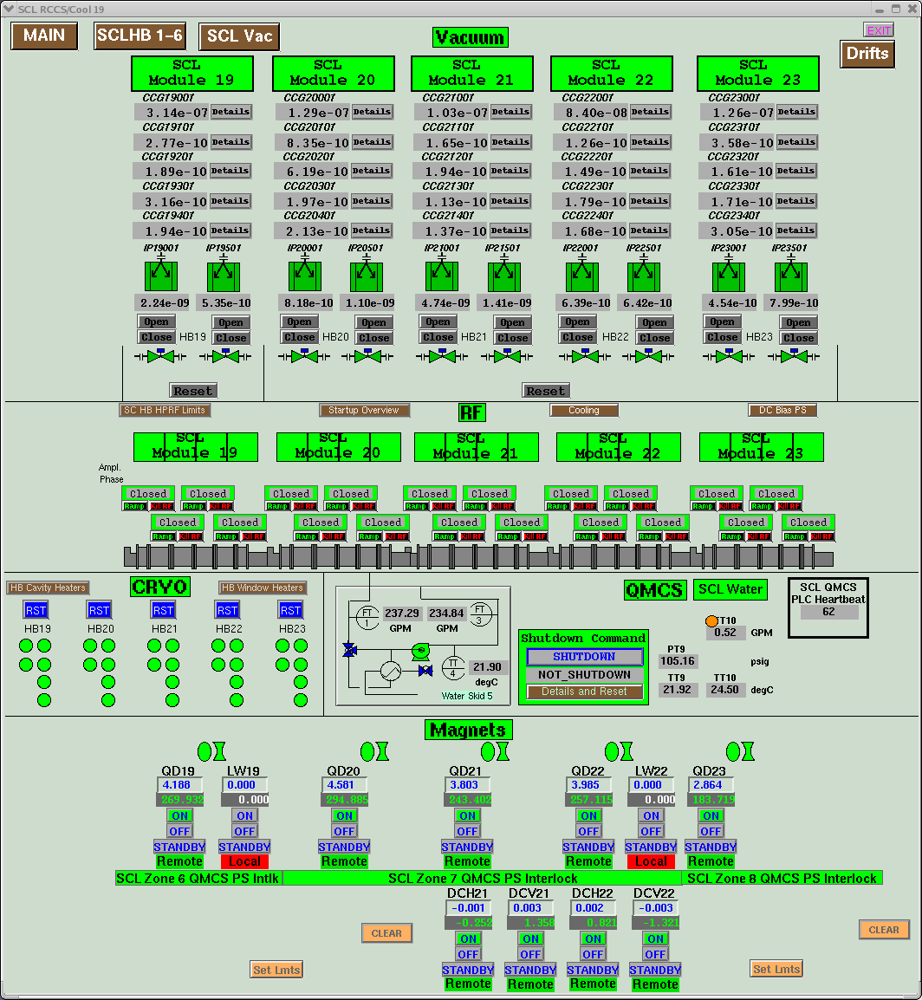 SCL RCCS/Cool 19
MAIN SCLHB 1-6 SCL Vac Vacuum EXIT
Drifts
SCL SCL SCL SCL SCL
Module 19 Module 20 Module 21 Module 22 Module 23
CCG19001 CCG20001 CCG21001 CCG22001 CCG23001
3.14e-07 Details 1.29e-07 Details 1.03e-07 Details 8.40e-08 Details 1.26e-07 Details
CCG19101 CCG20101 CCG21101 CCG22101 CCG23101
2.77e-10 Details 8.35e-10 Details 1.65e-10 Details 1.26e-10 Details 3.58e-10 Details
CCG19201 CCG20201 CCG21201 CCG22201 CCG23201
1.89e-10 Details 6.19e-10 Details 1.94e-10 Details 1.49e-10 Details 1.61e-10 Details
CCG19301 CCG20301 CCG21301 CCG22301 CCG23301
3.16e-10 Details 1.97e-10 Details 1.13e-10 Details 1.79e-10 Details 1.71e-10 Details
CCG19401 CCG20401 CCG21401 CCG22401 CCG23401
1.94e-10 Details 2.13e-10 Details 1.37e-10 Details 1.68e-10 Details 3.05e-10 Details
IP19001 IP19501 IP20001 IP20501 IP21001 IP21501 IP22001 IP22501 IP23001 IP23501
2.24e-09 5.35e-10 8.18e-10 1.10e-09 4.74e-09 1.41e-09 6.39e-10 6.42e-10 4.54e-10 7.99e-10
Open Open Open Open Open Open Open Open Open Open
Close HB19 Close Close HB20 Close Close HB21 Close Close HB22 Close Close HB23 Close
Reset Reset
SC HB HPRF Limits Startup Overview RF Cooling DC Bias PS
SCL SCL SCL SCL SCL
Module 19 Module 20 Module 21 Module 22 Module 23
Ampl.
Phase
Closed Closed Closed Closed Closed Closed Closed Closed Closed Closed
Ramp Kill RF Ramp Kill RF Ramp Kill RF Ramp Kill RF Ramp Kill RF Ramp Kill RF Ramp Kill RF Ramp Kill RF Ramp Kill RF Ramp Kill RF
Closed Closed Closed Closed Closed Closed Closed Closed Closed Closed
Ramp Kill RF Ramp Kill RF Ramp Kill RF Ramp Kill RF Ramp Kill RF Ramp Kill RF Ramp Kill RF Ramp Kill RF Ramp Kill RF Ramp Kill RF
HB Cavity Heaters CRYO HB Window Heaters
RST RST RST RST RST
HB19 HB20 HB21 HB22 HB23
FT 1 237.29 234.84 FT 3
GPM GPM
TT 4 21.90
degC
Water Skid 5
QMCS SCL Water
SCL QMCS
PLC Heartbeat
62
Shutdown Command
SHUTDOWN
NOT_SHUTDOWN
Details and Reset
TT10
0.52 GPM
PT9
105.16 psig
TT9 TT10
21.92 24.50 degC
Magnets
QD19 LW19 QD20 QD21 QD22 LW22 QD23
4.188 0.000 4.581 3.803 3.985 0.000 2.864
269.932 0.000 294.885 243.402 257.115 0.000 183.719
ON ON ON ON ON ON ON
OFF OFF OFF OFF OFF OFF OFF
STANDBY STANDBY STANDBY STANDBY STANDBY STANDBY STANDBY
Remote Local Remote Remote Remote Local Remote
SCL Zone 6 QMCS PS Intlk SCL Zone 7 QMCS PS Interlock SCL Zone 8 QMCS PS Interlock
DCH21 DCV21 DCH22 DCV22
-0.001 0.003 0.002 -0.003
-0.252 1.358 0.821 -1.321
CLEAR ON ON ON ON CLEAR
OFF OFF OFF OFF
Set Lmts STANDBY STANDBY STANDBY STANDBY Set Lmts
Remote Remote Remote Remote